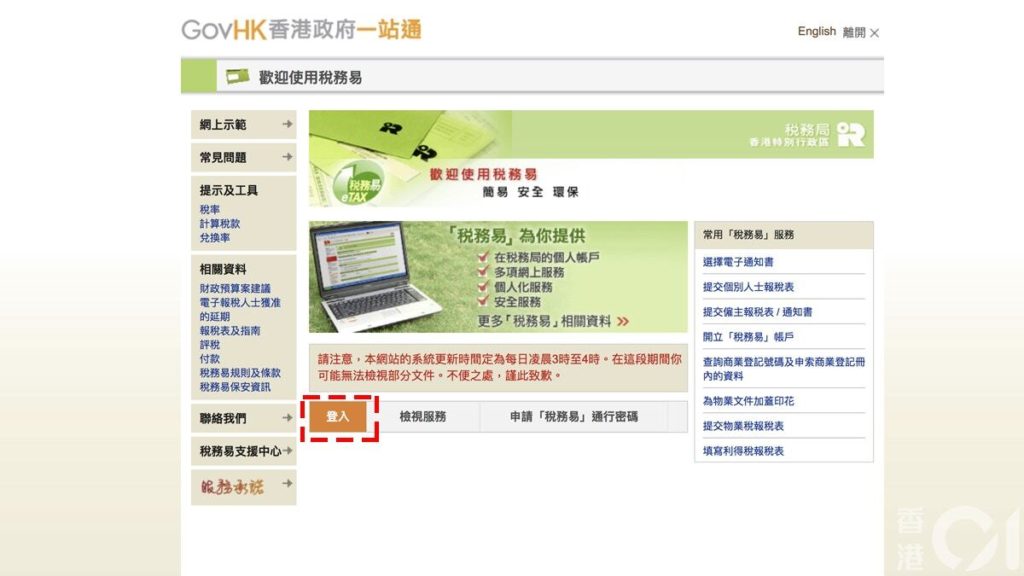 GovHK香港政府一站通
English 離開 ×
歡迎使用稅務易
網上示範
常見問題
提示及工具
稅率
計算稅款
兌換率
相關資料
財政預算案建議
電子報稅人士獲准
的延期
報稅表及指南
評稅
付款
稅務易規則及條款
稅務易保安資訊
聯絡我們
稅務易支援中心
服務承諾
稅務局
香港特別行政區
稅務易
eTAX
歡迎使用稅務易
簡易 安全 環保
「稅務易」為你提供
在稅務局的個人帳戶
多項網上服務
個人化服務
安全服務
更多「稅務易」相關資料
請注意，本網站的系統更新時間定為每日凌晨3時至4時。在這段期間你
可能無法檢視部分文件。不便之處，謹此致歉。
登入
檢視服務
申請「稅務易」通行密碼
常用「稅務易」服務
選擇電子通知書
提交個別人士報稅表
提交僱主報稅表 / 通知書
開立「稅務易」帳戶
查詢商業登記號碼及申索商業登記冊
內的資料
為物業文件加蓋印花
提交物業稅報稅表
填寫利得稅報稅表
香港01